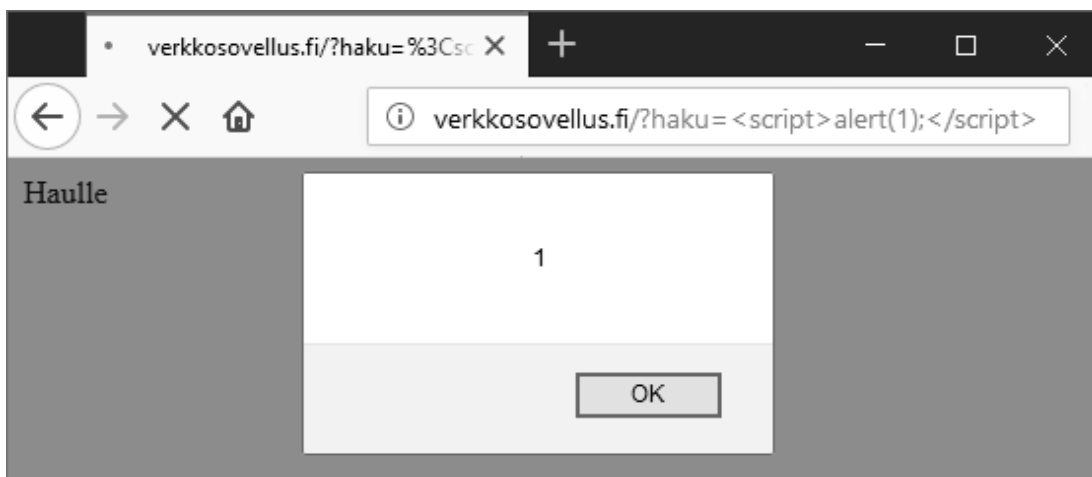 verkkosovellus.fi/?haku=%3Csc
verkkosovellus.fi/?haku=<script>alert(1);</script>
Haulle
1
OK